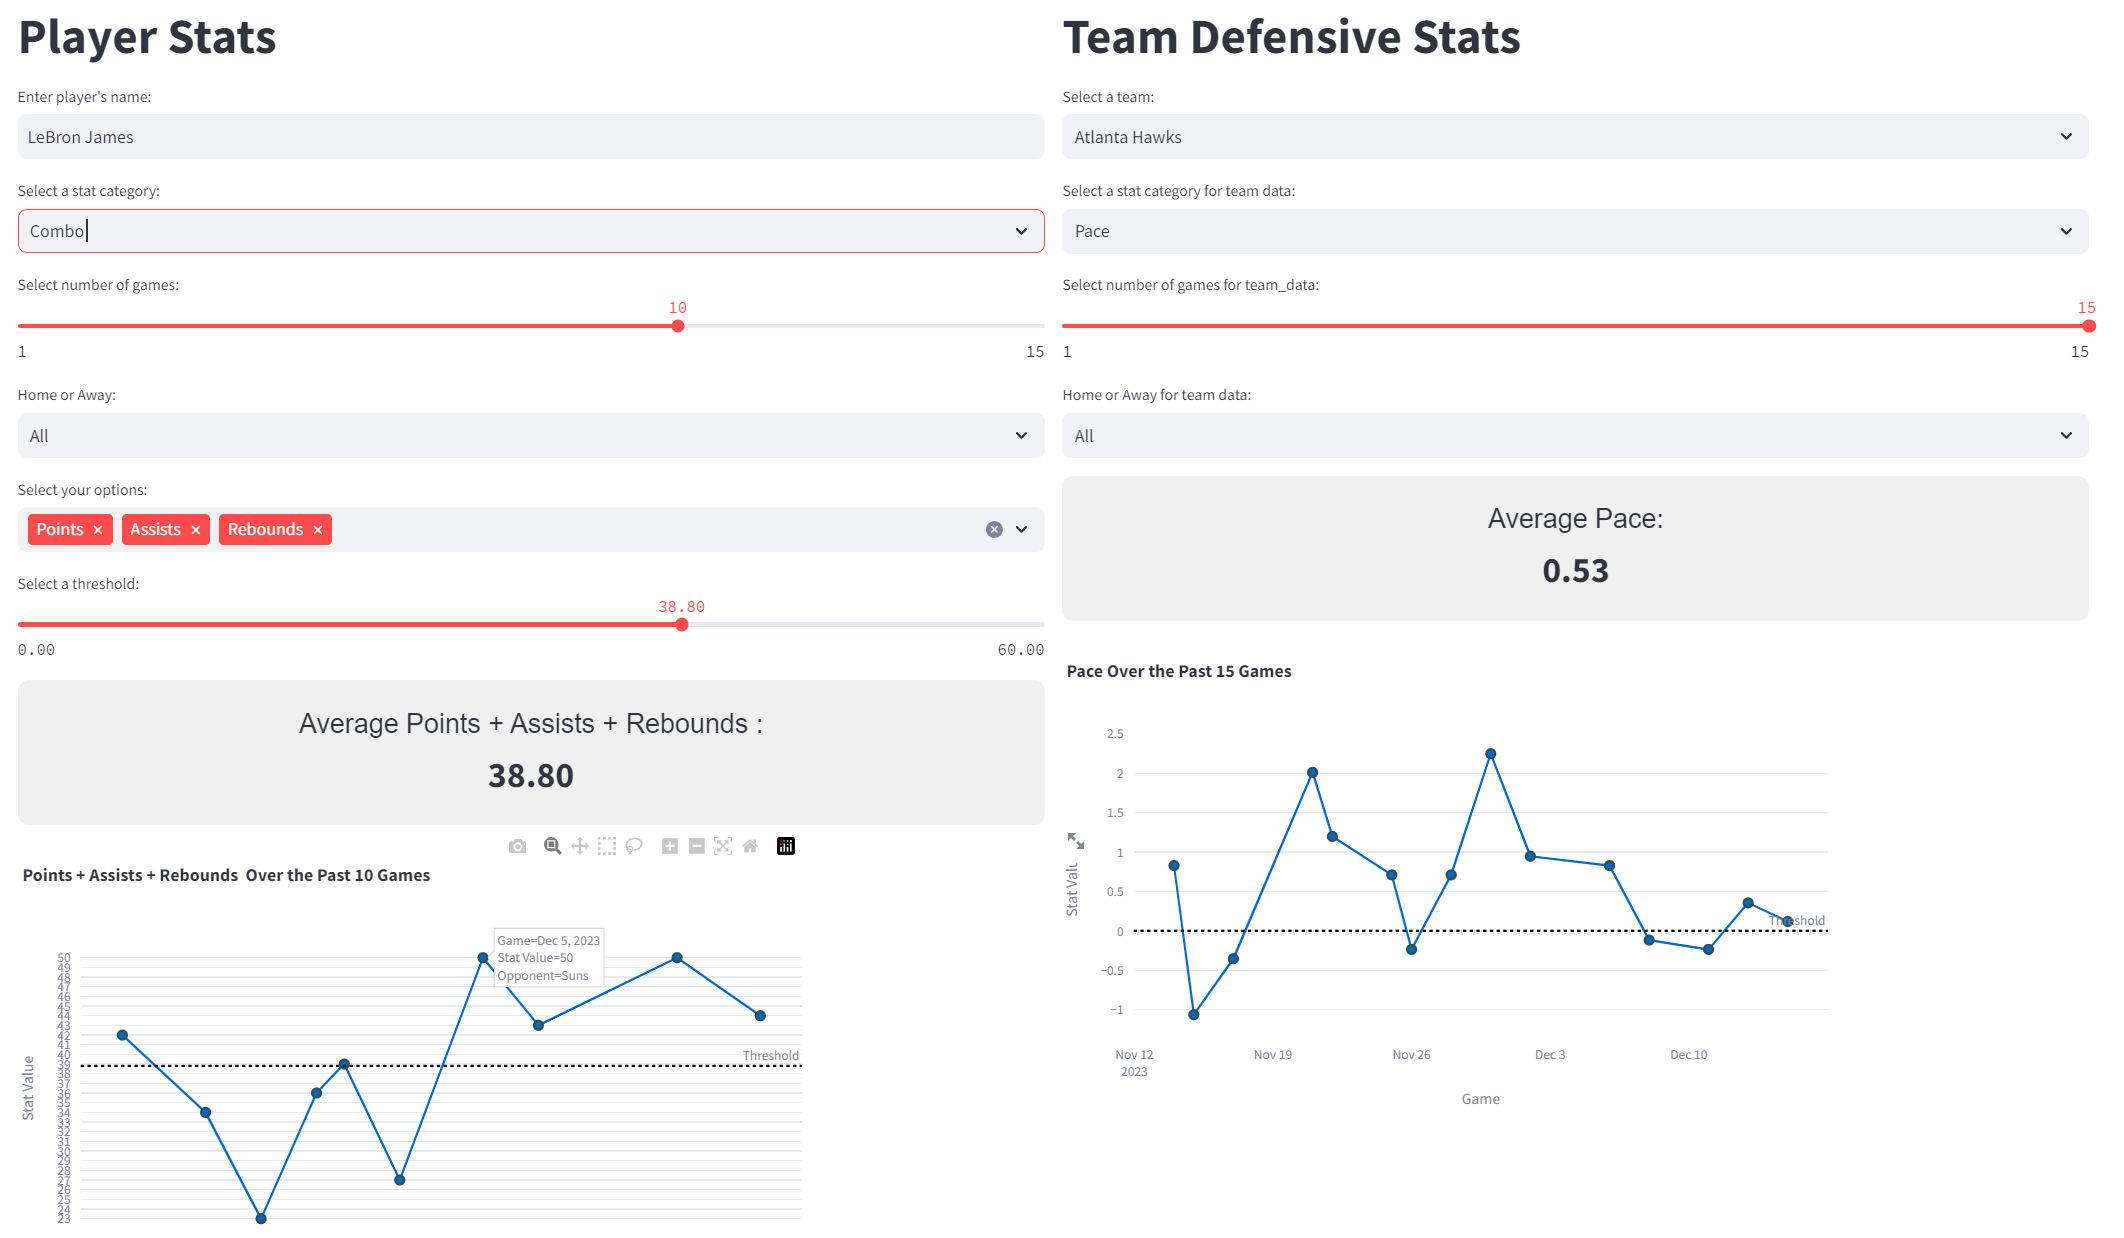 Player Stats
Enter player's name:
LeBron James
Select a stat category:
Combo
Select number of games:
10
1 15
Home or Away:
All
Select your options:
Points × Assists × Rebounds ×
Select a threshold:
38.80
0.00 60.00
Average Points + Assists + Rebounds :
38.80
Points + Assists + Rebounds Over the Past 10 Games
Game=Dec 5, 2023
Stat Value=50
Opponent=Suns
50
49
48
47
46
45
44
43
42
41
40
39
38
37
36
35
34
33
32
31
30
29
28
27
26
25
24
23
Stat Value
Threshold
Team Defensive Stats
Select a team:
Atlanta Hawks
Select a stat category for team data:
Pace
Select number of games for team_data:
15
1 15
Home or Away for team data:
All
Average Pace:
0.53
Pace Over the Past 15 Games
2.5
2
1.5
1
0.5
0
−0.5
−1
Stat Val
Threshold
Nov 12 Nov 19 Nov 26 Dec 3 Dec 10
2023
Game